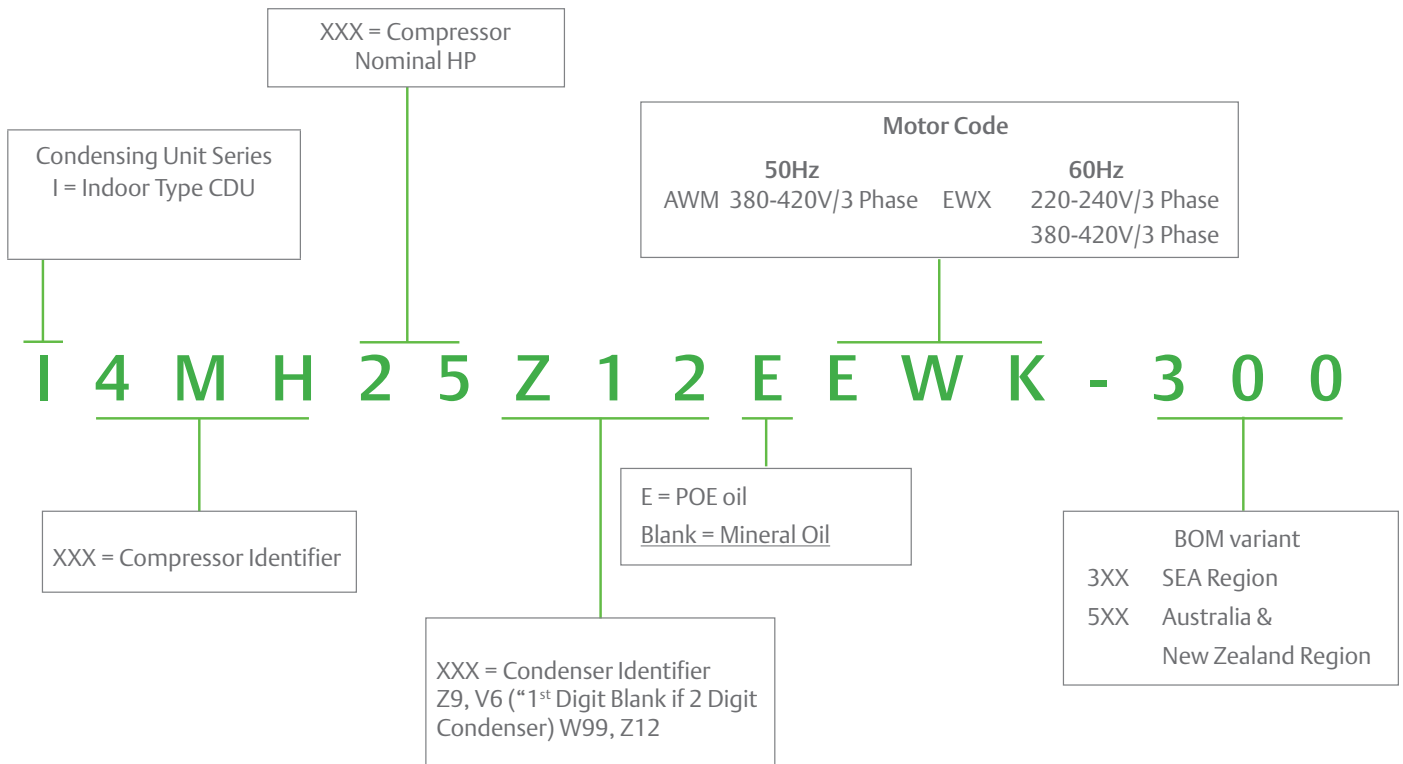 XXX = Compressor
Nominal HP
Condensing Unit Series
I = Indoor Type CDU
Motor Code
50Hz 60Hz
AWM 380-420V/3 Phase EWX 220-240V/3 Phase
380-420V/3 Phase
I 4 M H 2 5 Z 1 2 E E W K - 3 0 0
XXX = Compressor Identifier
E = POE oil
Blank = Mineral Oil
XXX = Condenser Identifier
Z9, V6 (“1st Digit Blank if 2 Digit
Condenser) W99, Z12
BOM variant
3XX SEA Region
5XX Australia &
New Zealand Region